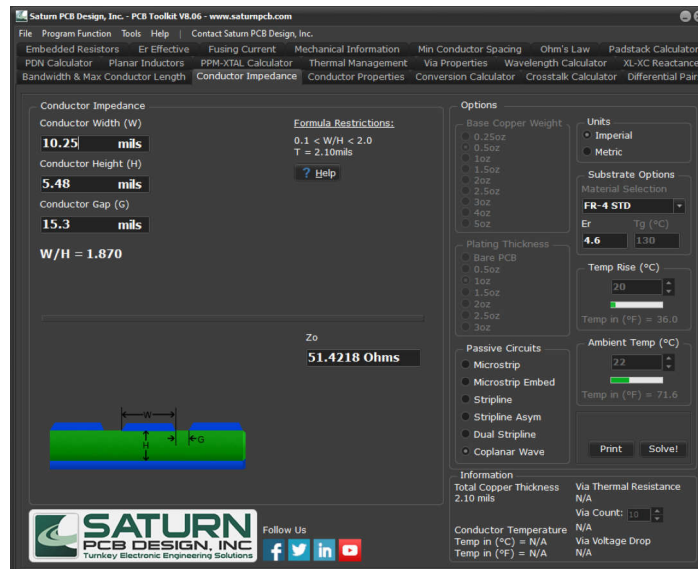 Saturn PCB Design, Inc. - PCB Toolkit V8.06 - www.saturnpcb.com
File Program Function Tools Help | Contact Saturn PCB Design, Inc.
Embedded Resistors Er Effective Fusing Current Mechanical Information Min Conductor Spacing Ohm's Law Padstack Calculator
PDN Calculator Planar Inductors PPM-XTAL Calculator Thermal Management Via Properties Wavelength Calculator XL-XC Reactance
Bandwidth & Max Conductor Length Conductor Impedance Conductor Properties Conversion Calculator Crosstalk Calculator Differential Pair
Conductor Impedance
Conductor Width (W)
10.25 mils
Conductor Height (H)
5.48 mils
Conductor Gap (G)
15.3 mils
W/H = 1.870
Formula Restrictions:
0.1 < W/H < 2.0
T = 2.10mils
? Help
Zo
51.4218 Ohms
W
H
G
SATURN
PCB DESIGN, INC
Turnkey Electronic Engineering Solutions
Follow Us
f
in
Options
Base Copper Weight
0.25oz
0.5oz
1oz
1.5oz
2oz
2.5oz
3oz
4oz
5oz
Plating Thickness
Bare PCB
0.5oz
1oz
1.5oz
2oz
2.5oz
3oz
Passive Circuits
Microstrip
Microstrip Embed
Stripline
Stripline Asym
Dual Stripline
Coplanar Wave
Units
Imperial
Metric
Substrate Options
Material Selection
FR-4 STD
Er Tg (°C)
4.6 130
Temp Rise (°C)
20
Temp in (°F) = 36.0
Ambient Temp (°C)
22
Temp in (°F) = 71.6
Print Solve!
Information
Total Copper Thickness
2.10 mils
Conductor Temperature
Temp in (°C) = N/A
Temp in (°F) = N/A
Via Thermal Resistance
N/A
Via Count: 10
N/A
Via Voltage Drop
N/A